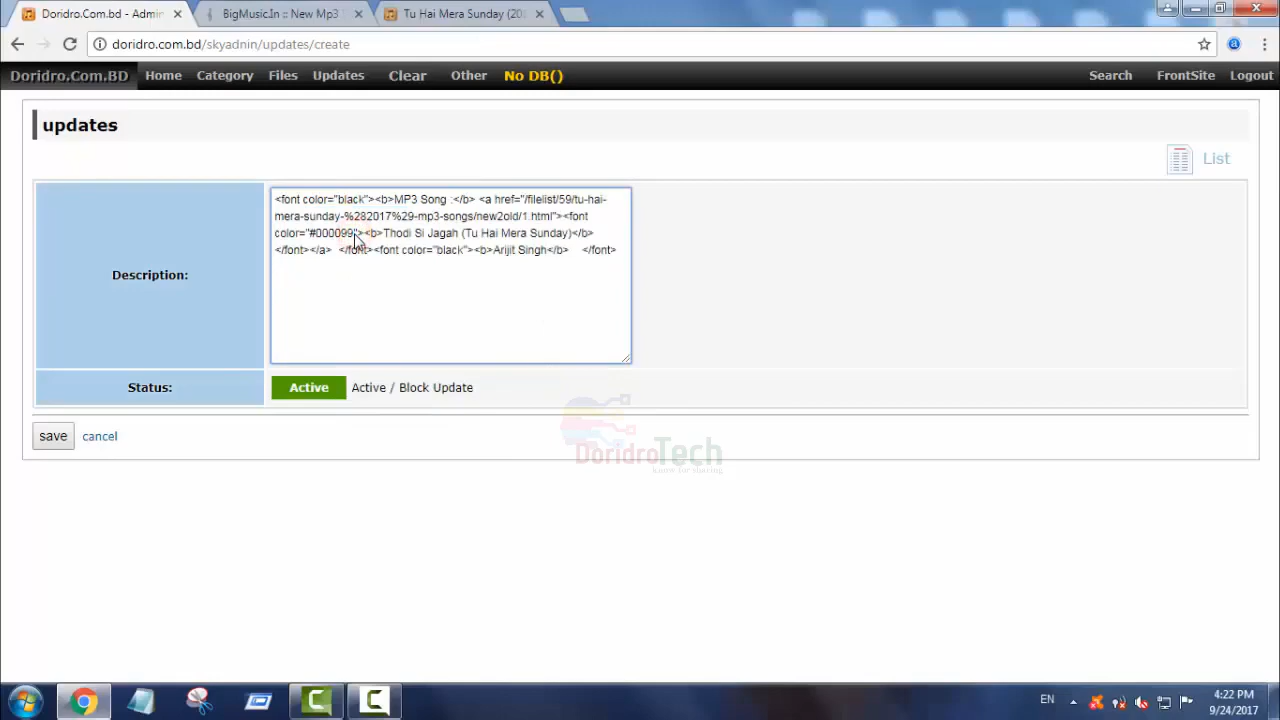 Doridro.Com.bd - Admin
BigMusic.In :: New Mp3
Tu Hai Mera Sunday (20
doridro.com.bd/skyadmin/updates/create
Doridro.Com.BD Home Category Files Updates Clear Other No DB() Search FrontSite Logout
updates
List
Description:
<font color="black"><b>MP3 Song :</b> <a href="/filelist/59/tu-hai-
mera-sunday-%282017%29-mp3-songs/new2old/1.html"><font
color="#000099"><b>Thodi Si Jagah (Tu Hai Mera Sunday)</b>
</font></a> </font><font color="black"><b>Arijit Singh</b> </font>
Status:
Active Active / Block Update
save cancel
DoridroTech
learn for sharing
EN
4:22 PM
9/24/2017